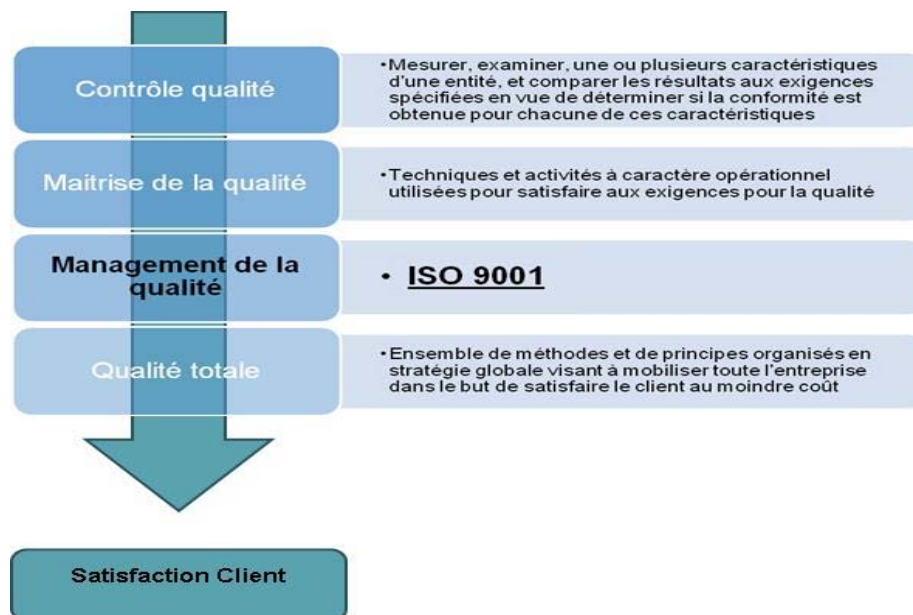 Contrôle qualité
•Mesurer, examiner, une ou plusieurs caractéristiques
d'une entité, et comparer les résultats aux exigences
spécifiées en vue de déterminer si la conformité est
obtenue pour chacune de ces caractéristiques
Maitrise de la qualité
•Techniques et activités à caractère opérationnel
utilisées pour satisfaire aux exigences pour la qualité
Management de la
qualité
• ISO 9001
Qualité totale
•Ensemble de méthodes et de principes organisés en
stratégie globale visant à mobiliser toute l'entreprise
dans le but de satisfaire le client au moindre coût
Satisfaction Client